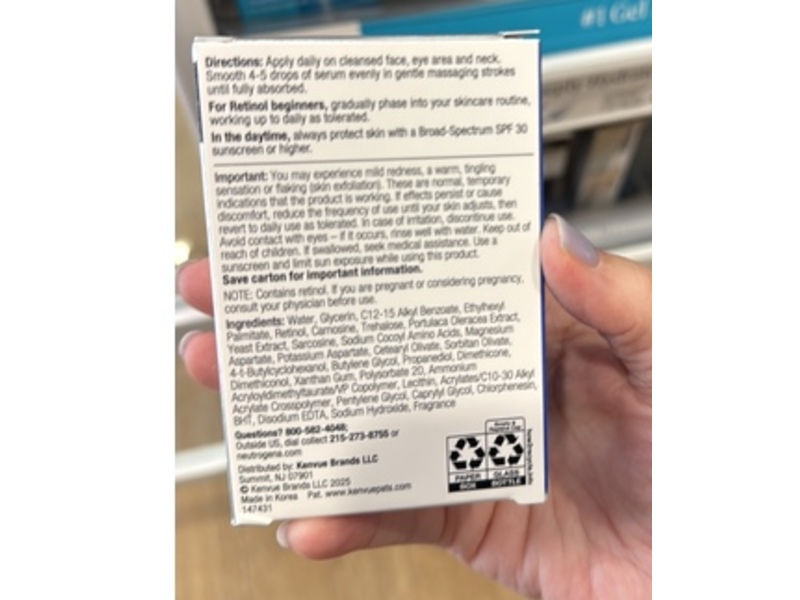 #1 Gel
Directions: Apply daily on cleansed face, eye area and neck.
Smooth 4-5 drops of serum evenly in gentle massaging strokes
until fully absorbed.
For Retinol beginners, gradually phase into your skincare routine,
working up to daily as tolerated.
In the daytime, always protect skin with a Broad-Spectrum SPF 30
sunscreen or higher.
Important: You may experience mild redness, a warm, tingling
sensation or flaking (skin exfoliation). These are normal, temporary
indications that the product is working. If effects persist or cause
discomfort, reduce the frequency of use until your skin adjusts, then
revert to daily use as tolerated. In case of irritation, discontinue use.
Avoid contact with eyes – if it occurs, rinse well with water. Keep out of
reach of children. If swallowed, seek medical assistance. Use a
sunscreen and limit sun exposure while using this product.
Save carton for important information.
NOTE: Contains retinol. If you are pregnant or considering pregnancy,
consult your physician before use.
Ingredients: Water, Glycerin, C12-15 Alkyl Benzoate, Ethylhexyl
Palmitate, Retinol, Carnosine, Trehalose, Portulaca Oleracea Extract,
Yeast Extract, Sarcosine, Sodium Cocoyl Amino Acids, Magnesium
Aspartate, Potassium Aspartate, Cetearyl Olivate, Sorbitan Olivate,
4-t-Butylcyclohexanol, Butylene Glycol, Propanediol, Dimethicone,
Dimethiconol, Xanthan Gum, Polysorbate 20, Ammonium
Acryloyldimethyltaurate/VP Copolymer, Lecithin, Acrylates/C10-30 Alkyl
Acrylate Crosspolymer, Pentylene Glycol, Caprylyl Glycol, Chlorphenesin,
BHT, Disodium EDTA, Sodium Hydroxide, Fragrance
Questions? 800-582-4048;
Outside US, dial collect 215-273-8755 or
neutrogena.com
Distributed by: Kenvue Brands LLC
Summit, NJ 07901
© Kenvue Brands LLC 2025
Made in Korea Pat. www.kenvuepats.com
147431
PAPER
BOX
GLASS
BOTTLE